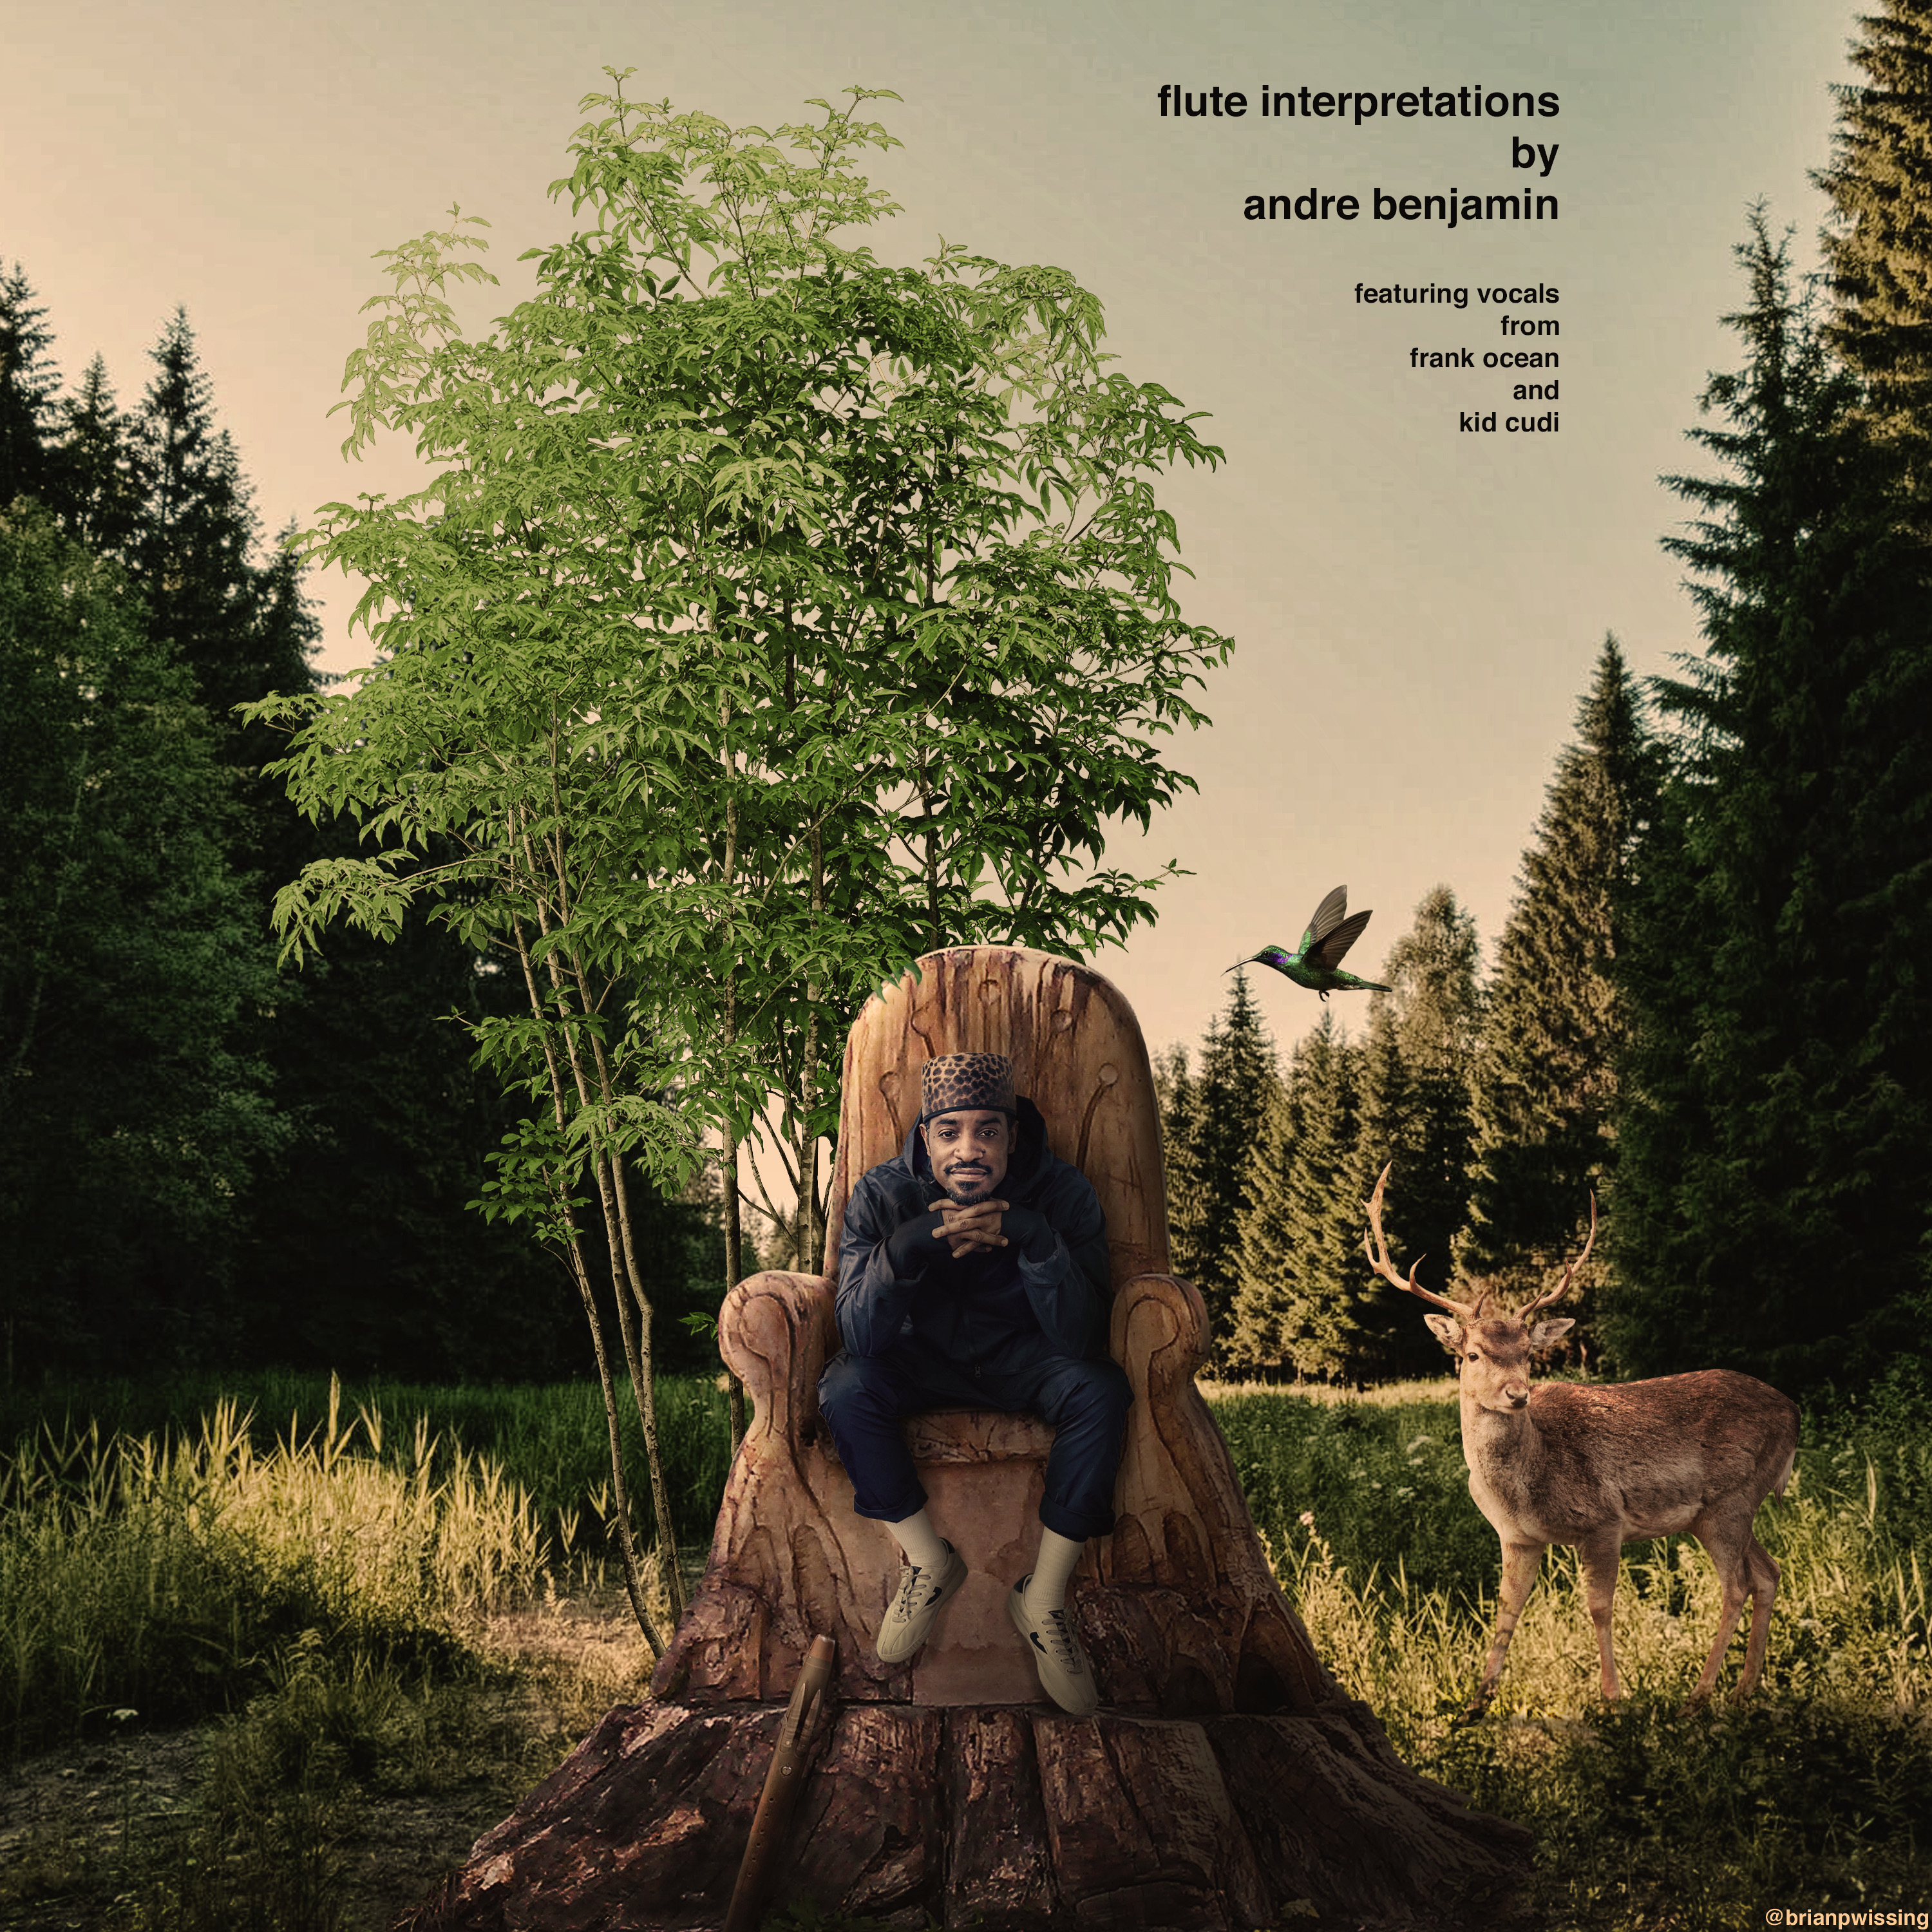 flute interpretations
by
andre benjamin
featuring vocals
from
frank ocean
and
kid cudi
@brianpwissing